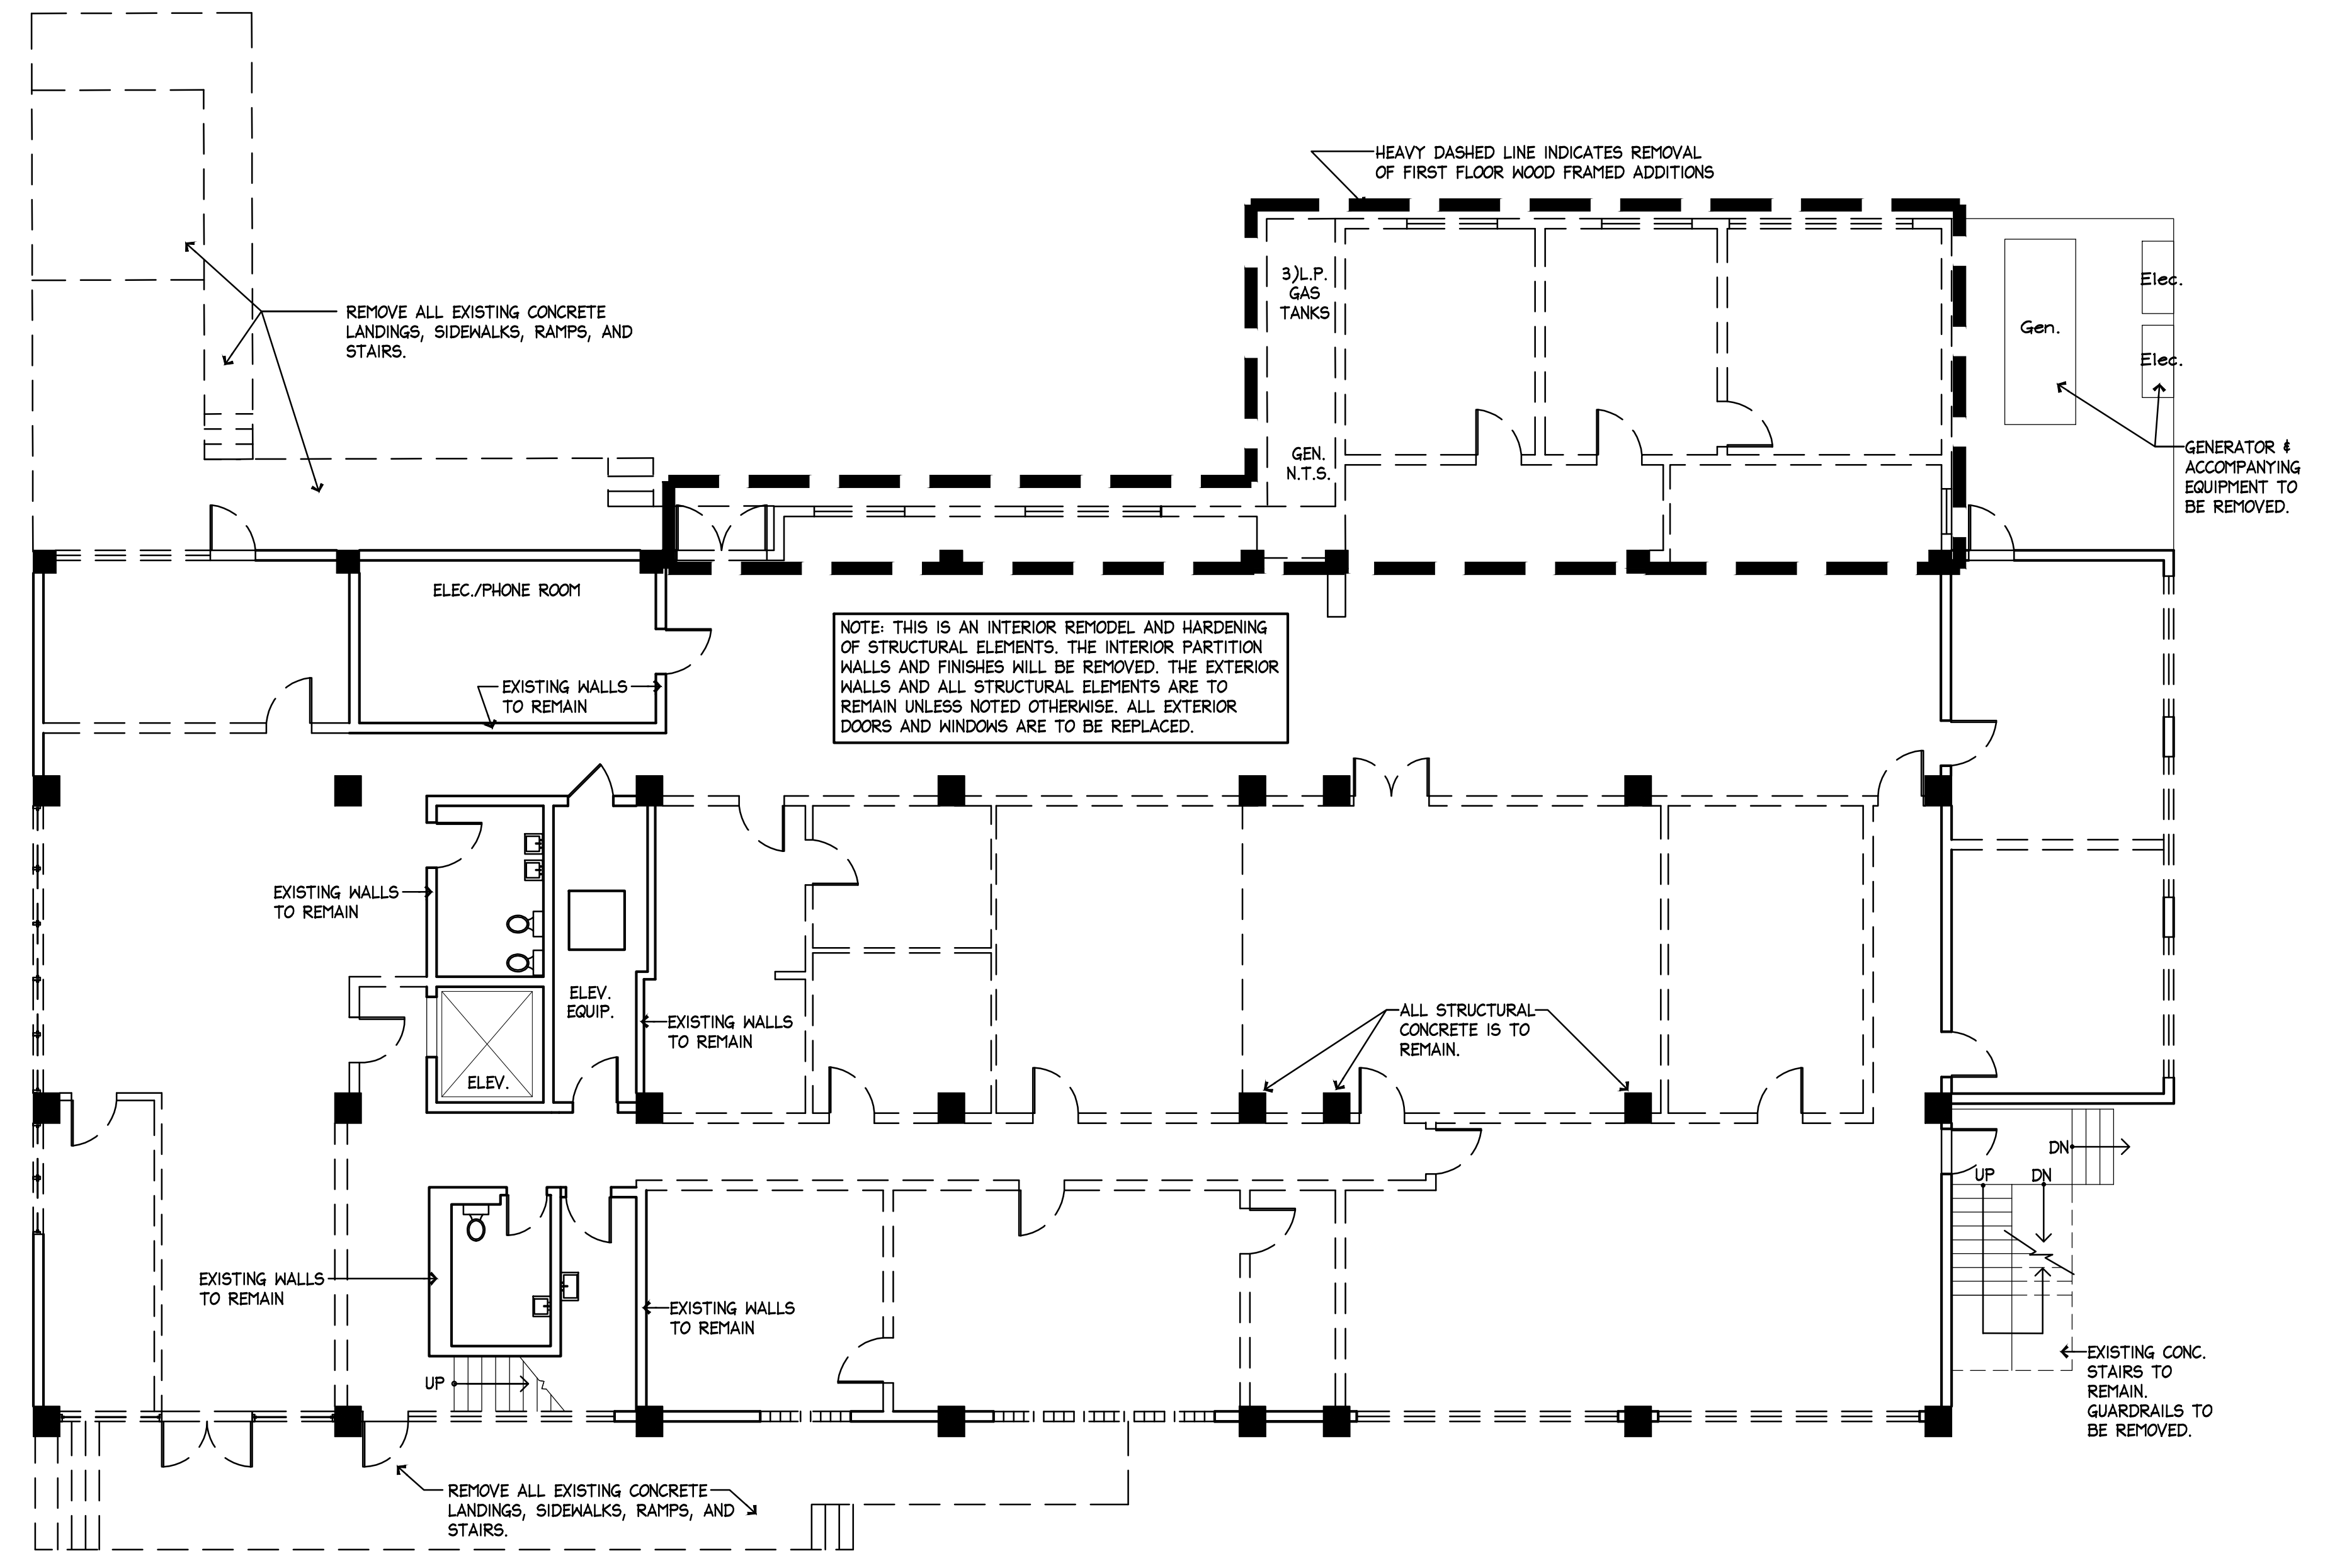 HEAVY DASHED LINE INDICATES REMOVAL
OF FIRST FLOOR WOOD FRAMED ADDITIONS
3)L.P.
GAS
TANKS
GEN.
N.T.S.
Elec.
Gen.
Elec.
GENERATOR &
ACCOMPANYING
EQUIPMENT TO
BE REMOVED.
REMOVE ALL EXISTING CONCRETE
LANDINGS, SIDEWALKS, RAMPS, AND
STAIRS.
ELEC./PHONE ROOM
EXISTING WALLS
TO REMAIN
NOTE: THIS IS AN INTERIOR REMODEL AND HARDENING
OF STRUCTURAL ELEMENTS. THE INTERIOR PARTITION
WALLS AND FINISHES WILL BE REMOVED. THE EXTERIOR
WALLS AND ALL STRUCTURAL ELEMENTS ARE TO
REMAIN UNLESS NOTED OTHERWISE. ALL EXTERIOR
DOORS AND WINDOWS ARE TO BE REPLACED.
EXISTING WALLS
TO REMAIN
ELEV.
EQUIP.
EXISTING WALLS
TO REMAIN
ELEV.
ALL STRUCTURAL
CONCRETE IS TO
REMAIN.
DN
UP
DN
EXISTING WALLS
TO REMAIN
EXISTING WALLS
TO REMAIN
UP
EXISTING CONC.
STAIRS TO
REMAIN.
GUARDRAILS TO
BE REMOVED.
REMOVE ALL EXISTING CONCRETE
LANDINGS, SIDEWALKS, RAMPS, AND
STAIRS.